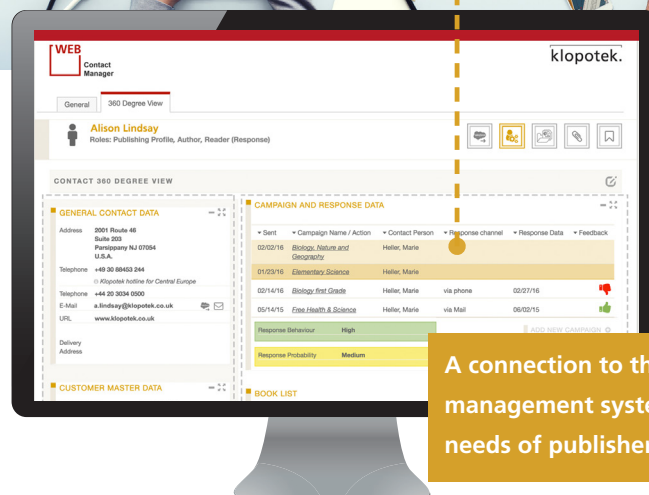 WEB
Contact
Manager
klopotek.
General
360 Degree View
Alison Lindsay
Roles: Publishing Profile, Author, Reader (Response)
CONTACT 360 DEGREE VIEW
GENERAL CONTACT DATA
Address 2001 Route 46
Suite 203
Parsippany NJ 07054
U.S.A.
Telephone +49 30 88453 244
Klopotek hotline for Central Europe
Telephone +44 20 3034 0500
E-Mail a.lindsay@klopotek.co.uk
URL www.klopotek.co.uk
Delivery
Address
CUSTOMER MASTER DATA
CAMPAIGN AND RESPONSE DATA
Sent Campaign Name / Action Contact Person Response channel Response Data Feedback
02/02/16 Biology, Nature and Heller, Marie
Geography
01/23/16 Elementary Science Heller, Marie
02/14/16 Biology first Grade Heller, Marie via phone 02/27/16
05/14/15 Free Health & Science Heller, Marie via Mail 06/02/15
Response Behaviour High
ADD NEW CAMPAIGN
Response Probability Medium
BOOK LIST
A connection to th
management syste
needs of publisher